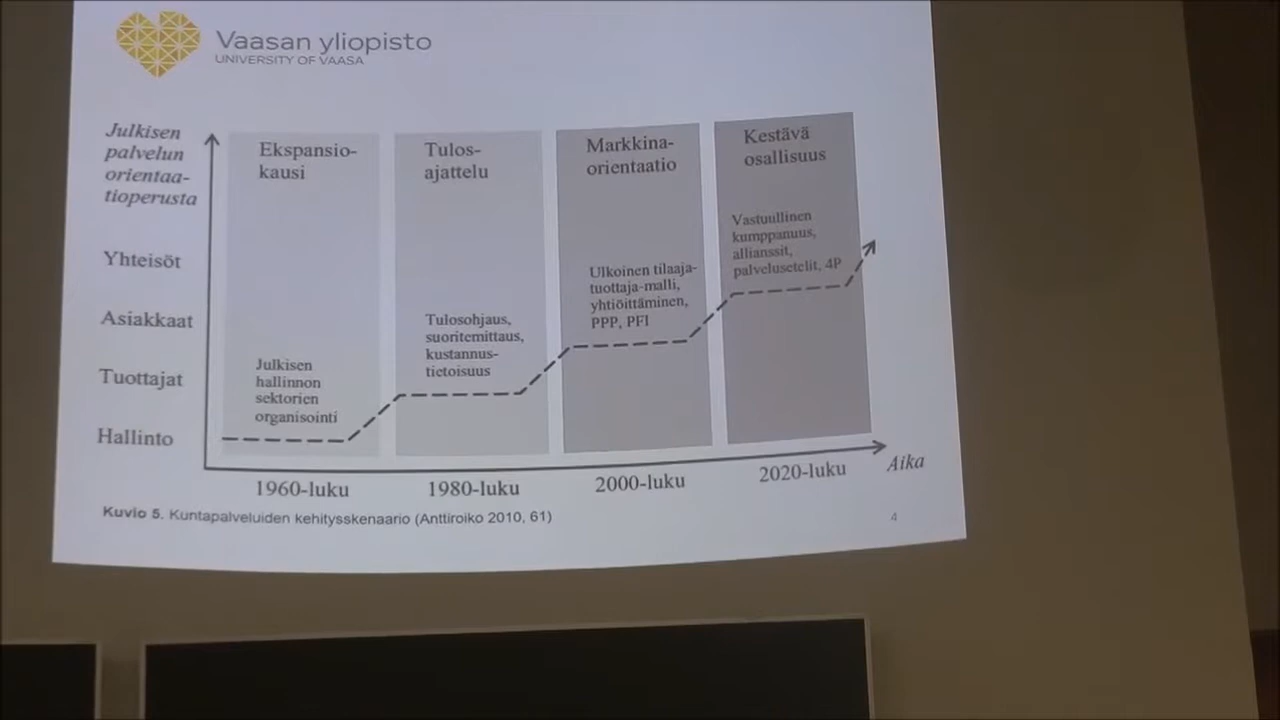 Vaasan yliopisto
UNIVERSITY OF VAASA
Julkisen
palvelun
orientaa-
tioperusta
Yhteisöt
Asiakkaat
Tuottajat
Hallinto
Ekspansio-
kausi
Julkisen
hallinnon
sektorien
organisointi
Tulos-
ajattelu
Tulosohjaus,
suoritemittaus,
kustannus-
tietoisuus
Markkina-
orientaatio
Ulkoinen tilaaja-
tuottaja-malli,
yhtiöittäminen,
PPP, PFI
Kestävä
osallisuus
Vastuullinen
kumppanuus,
allianssit,
palvelusetelit, 4P
1960-luku
1980-luku
2000-luku
2020-luku
Aika
Kuvio 5. Kuntapalveluiden kehitysskenaario (Anttiroiko 2010, 61)
4